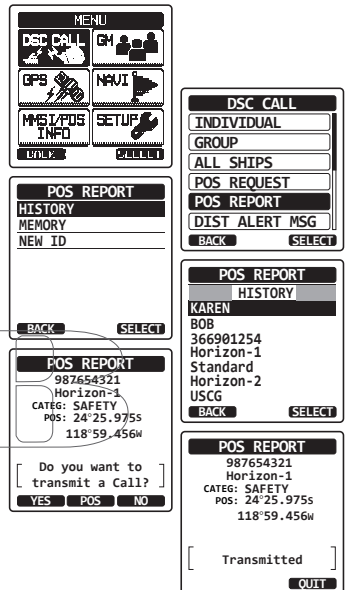 MENU
DSC CALL
GM
GPS
NAVI
MMSI/POS
INFO
SETUP
BACK
SELECT
DSC CALL
INDIVIDUAL
GROUP
ALL SHIPS
POS REQUEST
POS REPORT
DIST ALERT MSG
BACK SELECT
POS REPORT
HISTORY
MEMORY
NEW ID
BACK SELECT
POS REPORT
HISTORY
KAREN
BOB
366901254
Horizon-1
Standard
Horizon-2
USCG
BACK SELECT
POS REPORT
987654321
Horizon-1
CATEG: SAFETY
POS: 24°25.975S
118°59.456W
[ Do you want to
transmit a Call? ]
YES POS NO
POS REPORT
987654321
Horizon-1
CATEG: SAFETY
POS: 24°25.975S
118°59.456W
[ Transmitted ]
QUIT